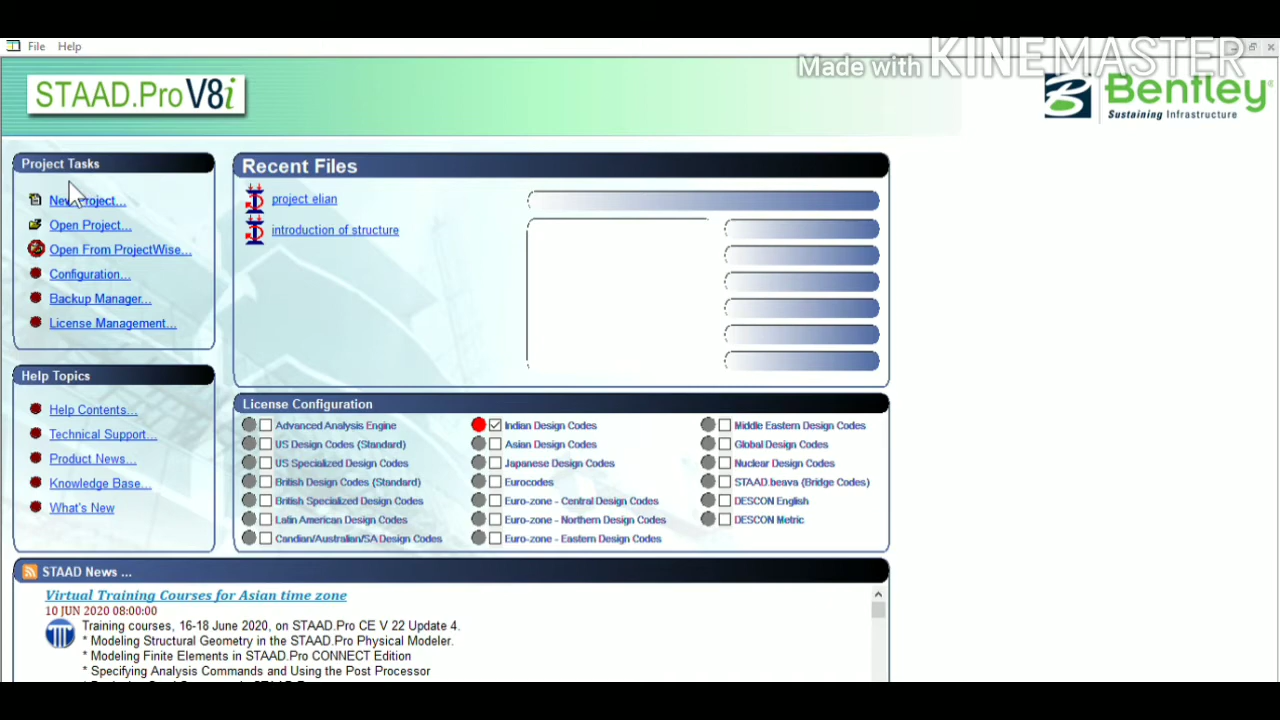 File Help
Made with KINEMASTER
STAAD.Pro V8i
Bentley
Sustaining Infrastructure
Project Tasks
New Project...
Open Project...
Open From ProjectWise...
Configuration...
Backup Manager...
License Management...
Recent Files
project elian
introduction of structure
Help Topics
Help Contents...
Technical Support...
Product News...
Knowledge Base...
What's New
License Configuration
Advanced Analysis Engine
US Design Codes (Standard)
US Specialized Design Codes
British Design Codes (Standard)
British Specialized Design Codes
Latin American Design Codes
Candian/Australian/SA Design Codes
Indian Design Codes
Asian Design Codes
Japanese Design Codes
Eurocodes
Euro-zone - Central Design Codes
Euro-zone - Northern Design Codes
Euro-zone - Eastern Design Codes
Middle Eastern Design Codes
Global Design Codes
Nuclear Design Codes
STAAD.beava (Bridge Codes)
DESCON English
DESCON Metric
STAAD News ...
Virtual Training Courses for Asian time zone
10 JUN 2020 08:00:00
Training courses, 16-18 June 2020, on STAAD.Pro CE V 22 Update 4.
* Modeling Structural Geometry in the STAAD.Pro Physical Modeler.
* Modeling Finite Elements in STAAD.Pro CONNECT Edition
* Specifying Analysis Commands and Using the Post Processor